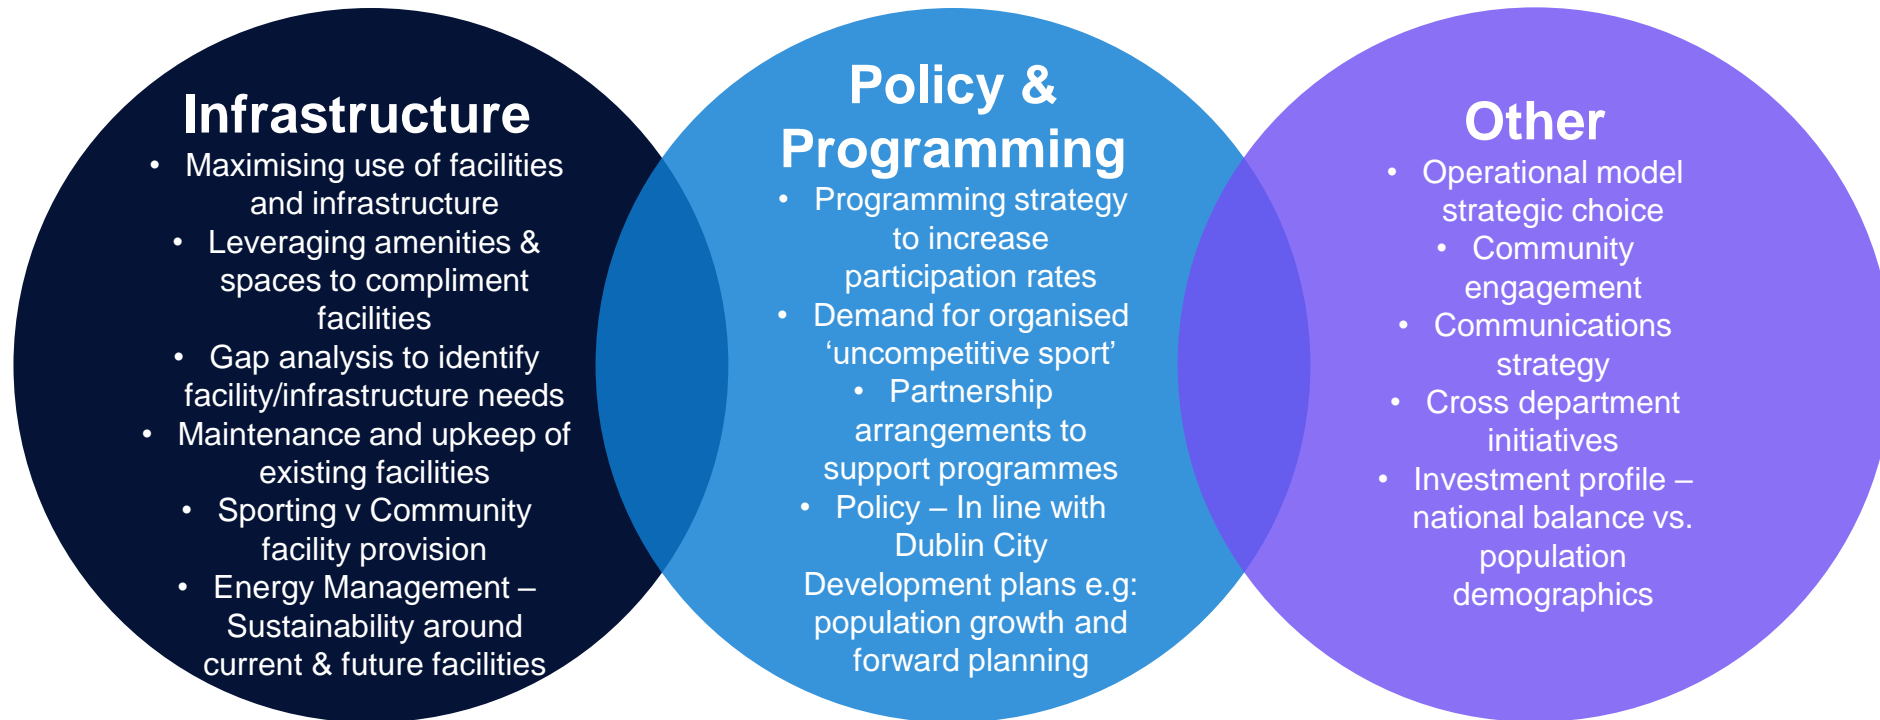 Infrastructure
• Maximising use of facilities
and infrastructure
• Leveraging amenities &
spaces to compliment
facilities
• Gap analysis to identify
facility/infrastructure needs
• Maintenance and upkeep of
existing facilities
• Sporting v Community
facility provision
• Energy Management –
Sustainability around
current & future facilities
Policy &
Programming
• Programming strategy
to increase
participation rates
• Demand for organised
‘uncompetitive sport’
• Partnership
arrangements to
support programmes
• Policy – In line with
Dublin City
Development plans e.g:
population growth and
forward planning
Other
• Operational model
strategic choice
• Community
engagement
• Communications
strategy
• Cross department
initiatives
• Investment profile –
national balance vs.
population
demographics